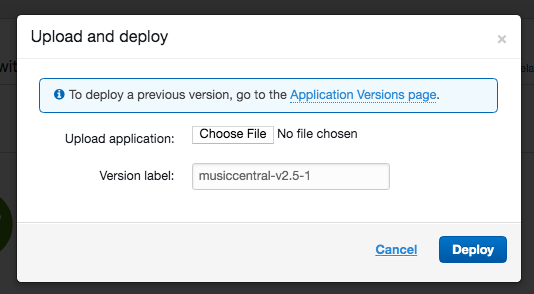 Upload and deploy
×
To deploy a previous version, go to the Application Versions page.
Upload application: Choose File No file chosen
Version label: musiccentral-v2.5-1
Cancel Deploy